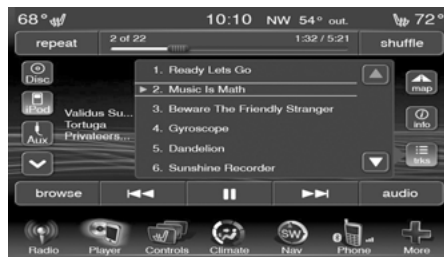 68° 10:10 NW 54° out. 72°
repeat 2 of 22 1:32 / 5:21 shuffle
Disc
iPod
Aux
Validus Su...
Tortuga
Privateers...
1. Ready Lets Go
2. Music Is Math
3. Beware The Friendly Stranger
4. Gyroscope
5. Dandelion
6. Sunshine Recorder
map
info
trks
browse audio
Radio Player Controls Climate Nav Phone More
SW